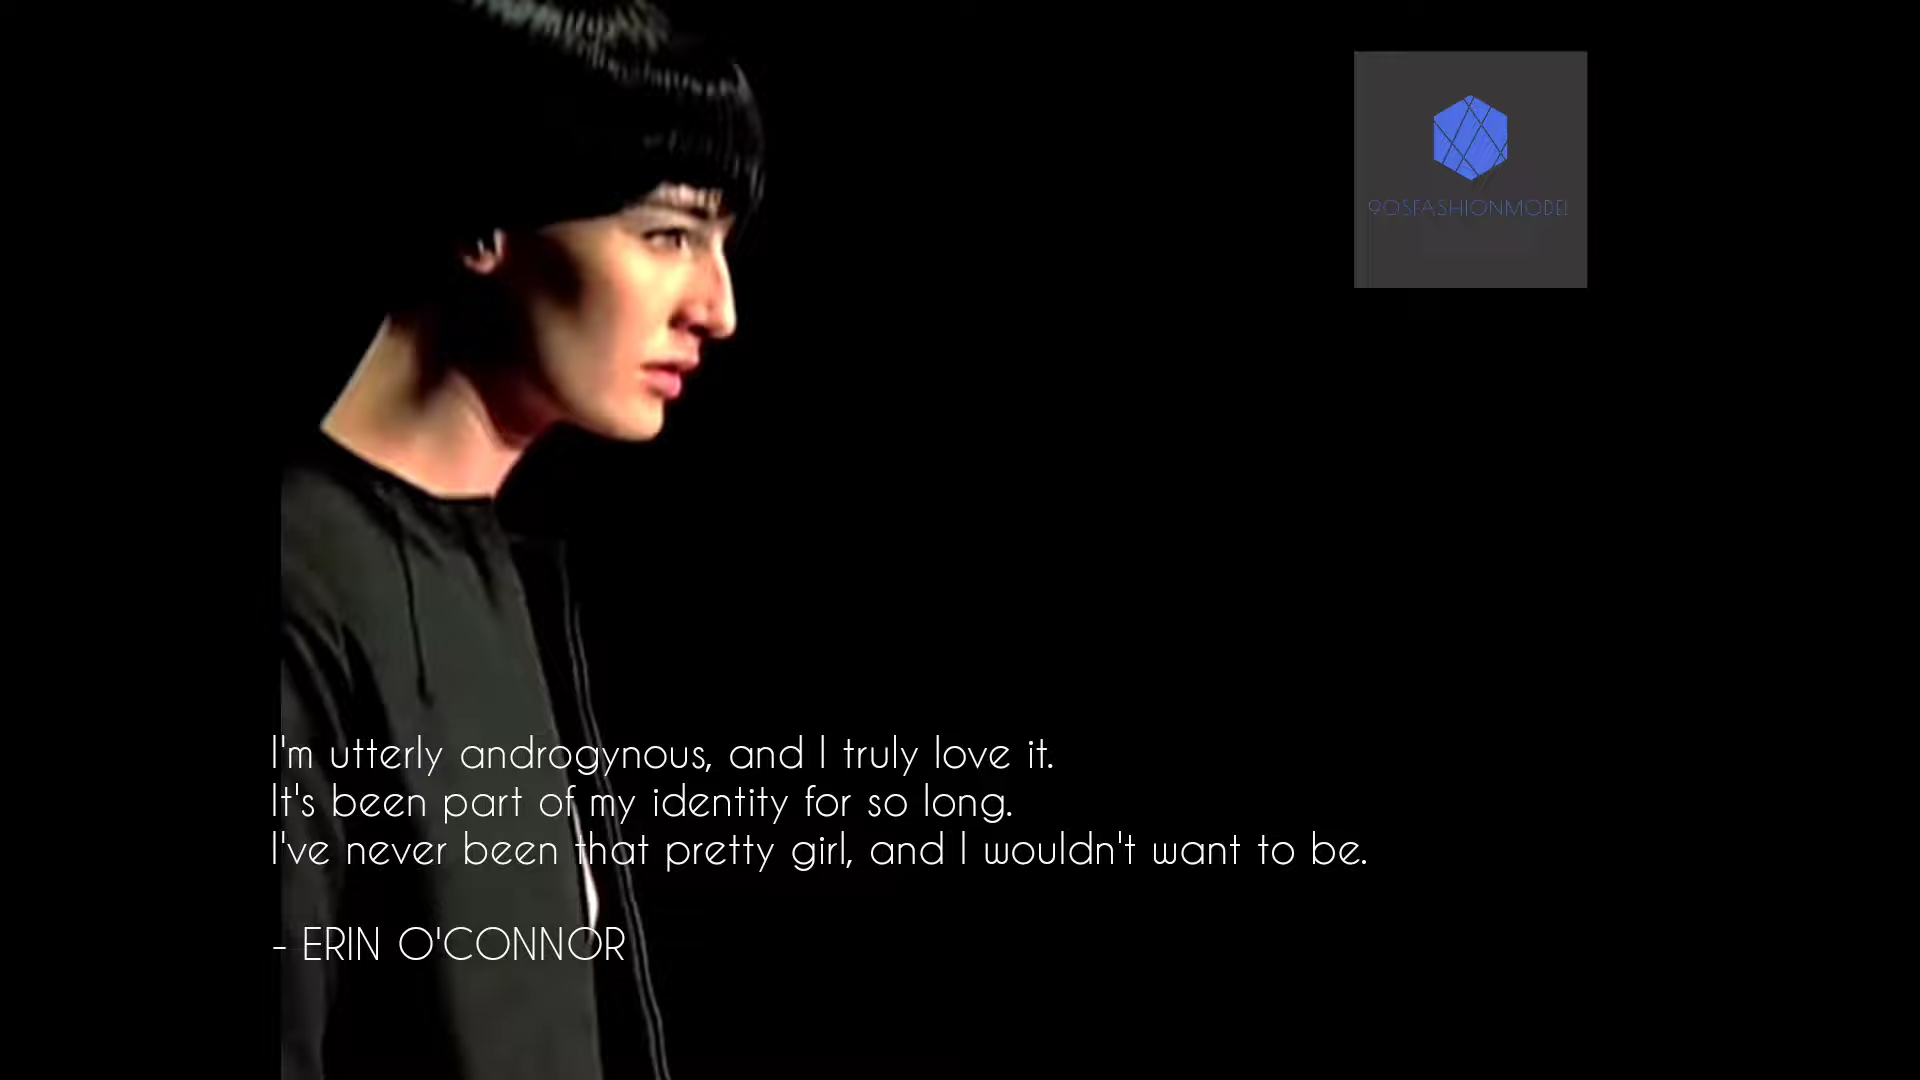 90SFASHIONMODEL
I'm utterly androgynous, and I truly love it.
It's been part of my identity for so long.
I've never been that pretty girl, and I wouldn't want to be.
- ERIN O'CONNOR